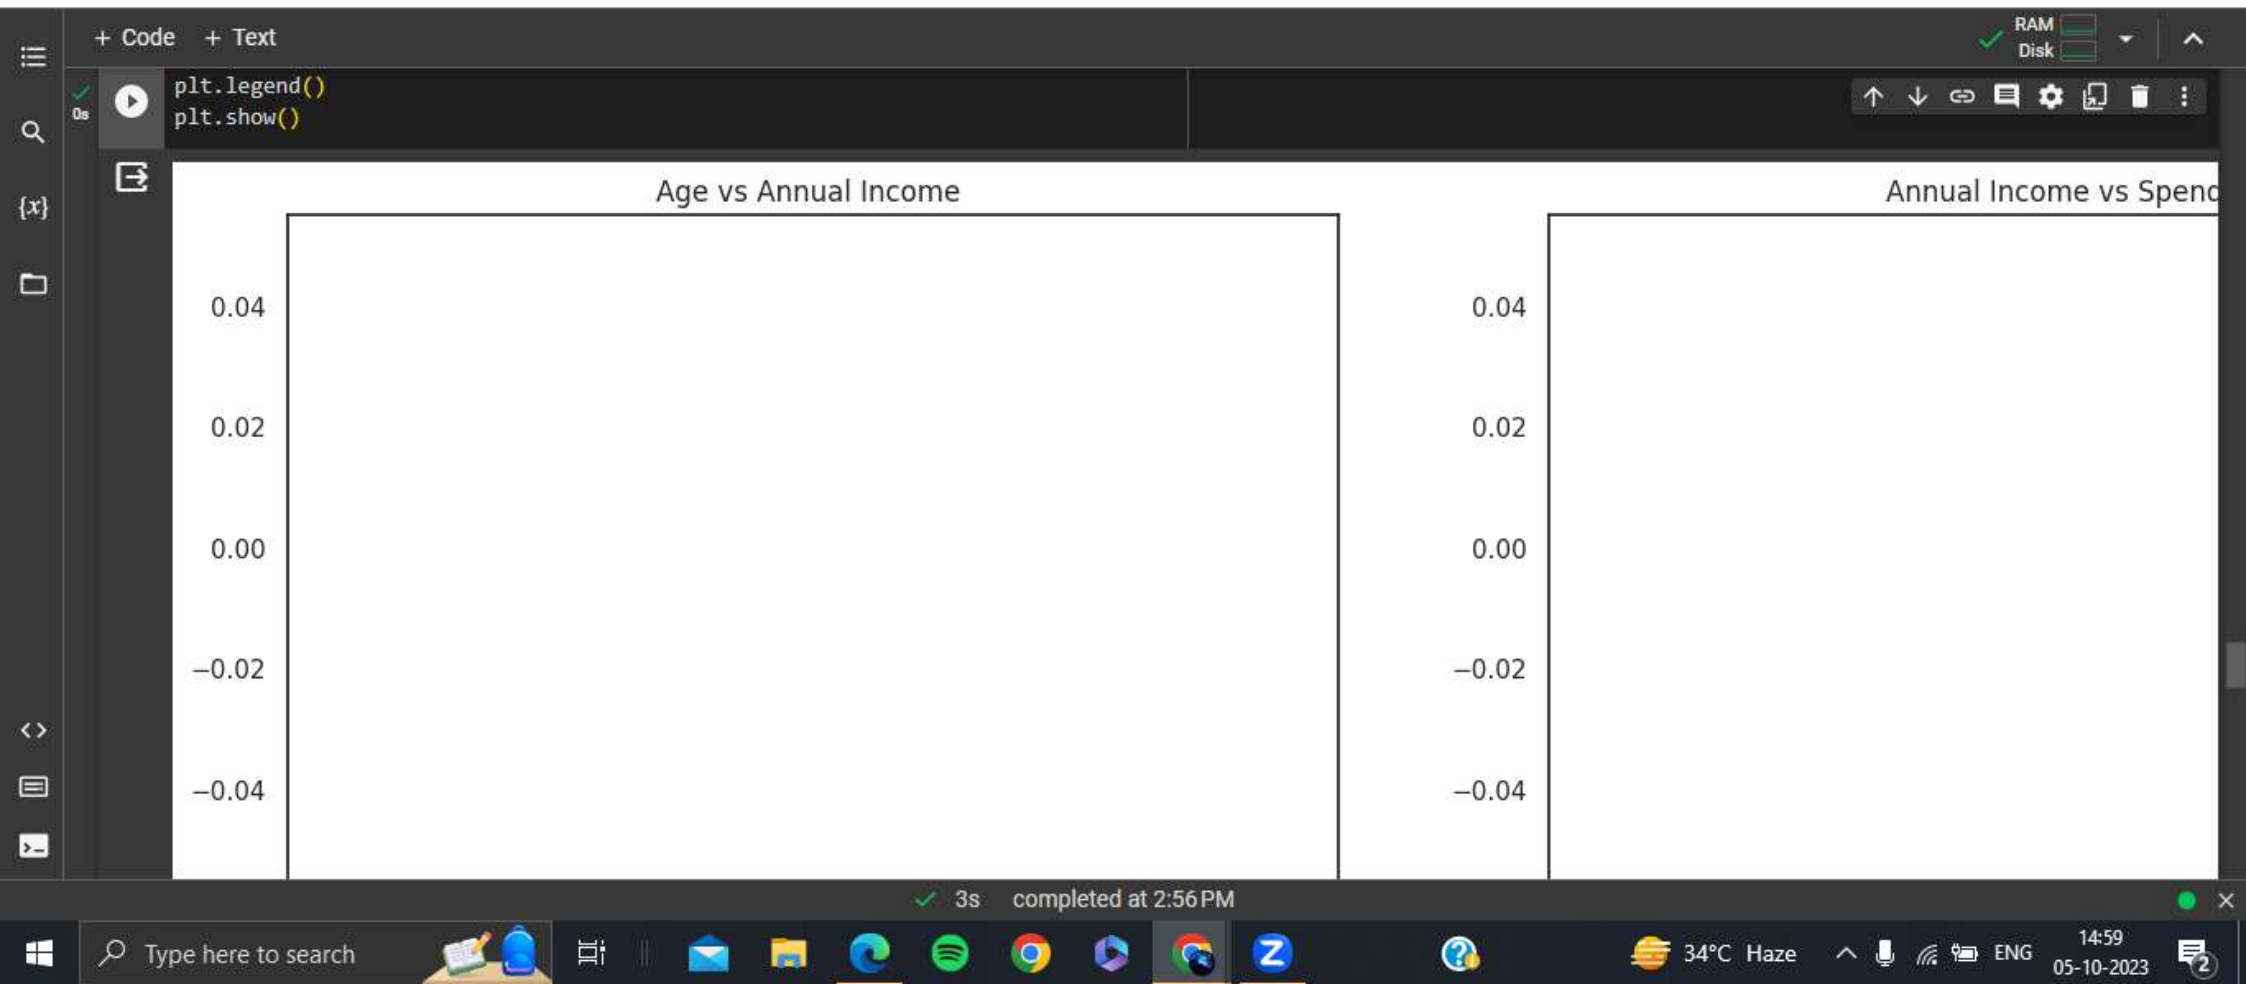 + Code + Text
RAM
Disk
0s
plt.legend()
plt.show()
{x}
Age vs Annual Income
Annual Income vs Spend
0.04
0.02
0.00
−0.02
−0.04
0.04
0.02
0.00
−0.02
−0.04
3s completed at 2:56 PM
Type here to search
34°C Haze
ENG
14:59
05-10-2023
2